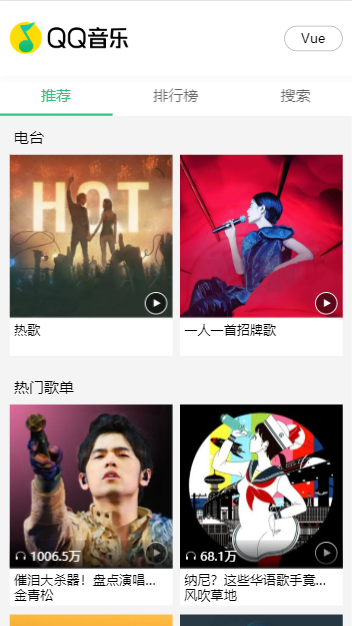 QQ音乐
Vue
推荐
排行榜
搜索
电台
HOT
热歌
一人一首招牌歌
热门歌单
1006.5万
68.1万
催泪大杀器！盘点演唱...
金青松
纳尼？这些华语歌手竟...
风吹草地